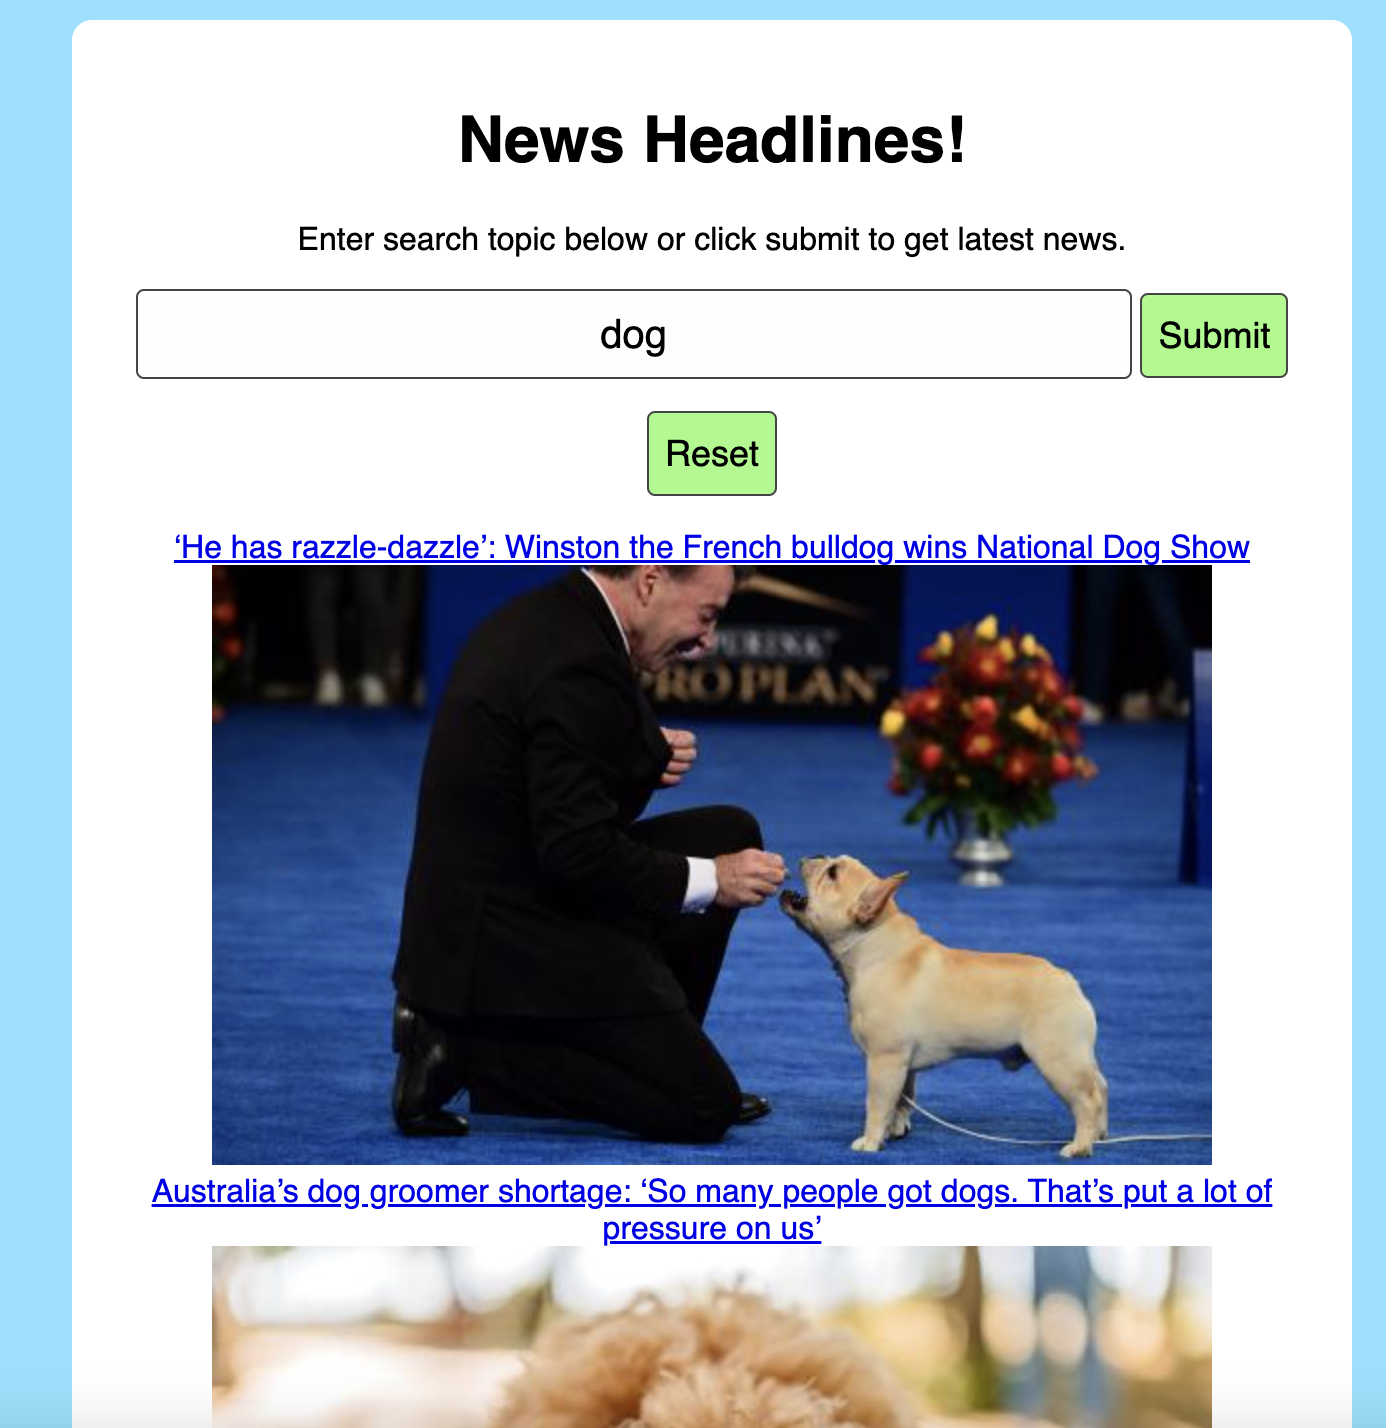 News Headlines!
Enter search topic below or click submit to get latest news.
dog
Submit
Reset
‘He has razzle-dazzle’: Winston the French bulldog wins National Dog Show
PURINA
PRO PLAN
Australia’s dog groomer shortage: ‘So many people got dogs. That’s put a lot of
pressure on us’